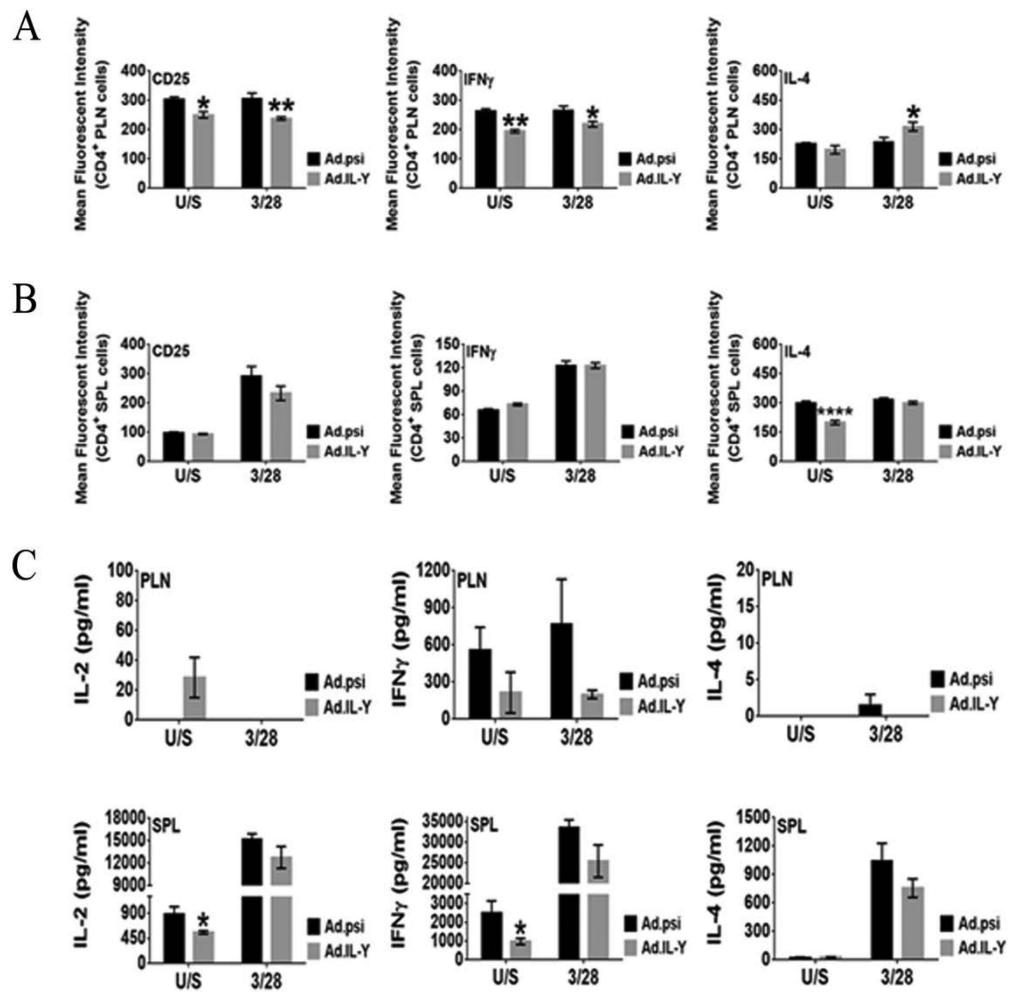 A
Mean Fluorescent Intensity
(CD4+ PLN cells)
400
300
200
100
0
CD25
*
**
U/S
3/28
Ad.psi
Ad.IL-Y
Mean Fluorescent Intensity
(CD4+ PLN cells)
400
300
200
100
0
IFNγ
**
*
U/S
3/28
Ad.psi
Ad.IL-Y
Mean Fluorescent Intensity
(CD4+ PLN cells)
600
450
300
150
0
IL-4
*
U/S
3/28
Ad.psi
Ad.IL-Y
B
Mean Fluorescent Intensity
(CD4+ SPL cells)
400
300
200
100
0
CD25
U/S
3/28
Ad.psi
Ad.IL-Y
Mean Fluorescent Intensity
(CD4+ SPL cells)
150
120
90
60
30
0
IFNγ
U/S
3/28
Ad.psi
Ad.IL-Y
Mean Fluorescent Intensity
(CD4+ SPL cells)
600
450
300
150
0
IL-4
****
U/S
3/28
Ad.psi
Ad.IL-Y
C
IL-2 (pg/ml)
100
80
60
40
20
0
PLN
U/S
3/28
Ad.psi
Ad.IL-Y
IFNγ (pg/ml)
1200
900
600
300
0
PLN
U/S
3/28
Ad.psi
Ad.IL-Y
IL-4 (pg/ml)
20
15
10
5
0
PLN
U/S
3/28
Ad.psi
Ad.IL-Y
IL-2 (pg/ml)
18000
15000
12000
9000
900
450
0
SPL
*
U/S
3/28
Ad.psi
Ad.IL-Y
IFNγ (pg/ml)
35000
30000
25000
20000
3000
2000
1000
0
SPL
*
U/S
3/28
Ad.psi
Ad.IL-Y
IL-4 (pg/ml)
1500
1200
900
600
300
0
SPL
U/S
3/28
Ad.psi
Ad.IL-Y